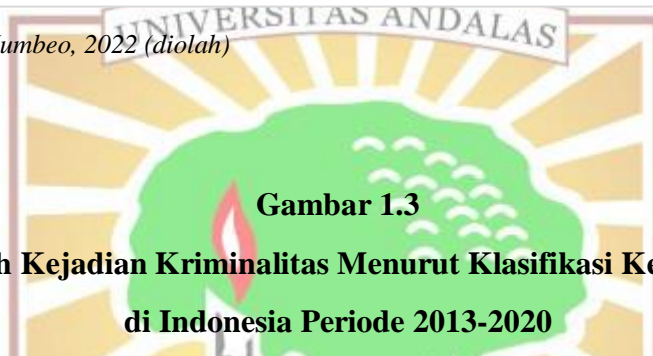 UNIVERSITAS ANDALAS
umbeo, 2022 (diolah)
Gambar 1.3
h Kejadian Kriminalitas Menurut Klasifikasi Ke
di Indonesia Periode 2013-2020